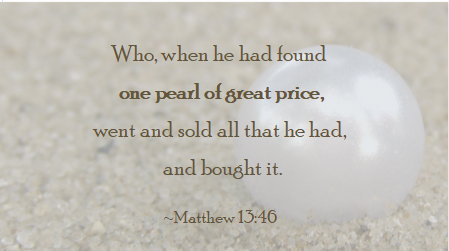 Who, when he had found
one pearl of great price,
went and sold all that he had,
and bought it.
~Matthew 13:46